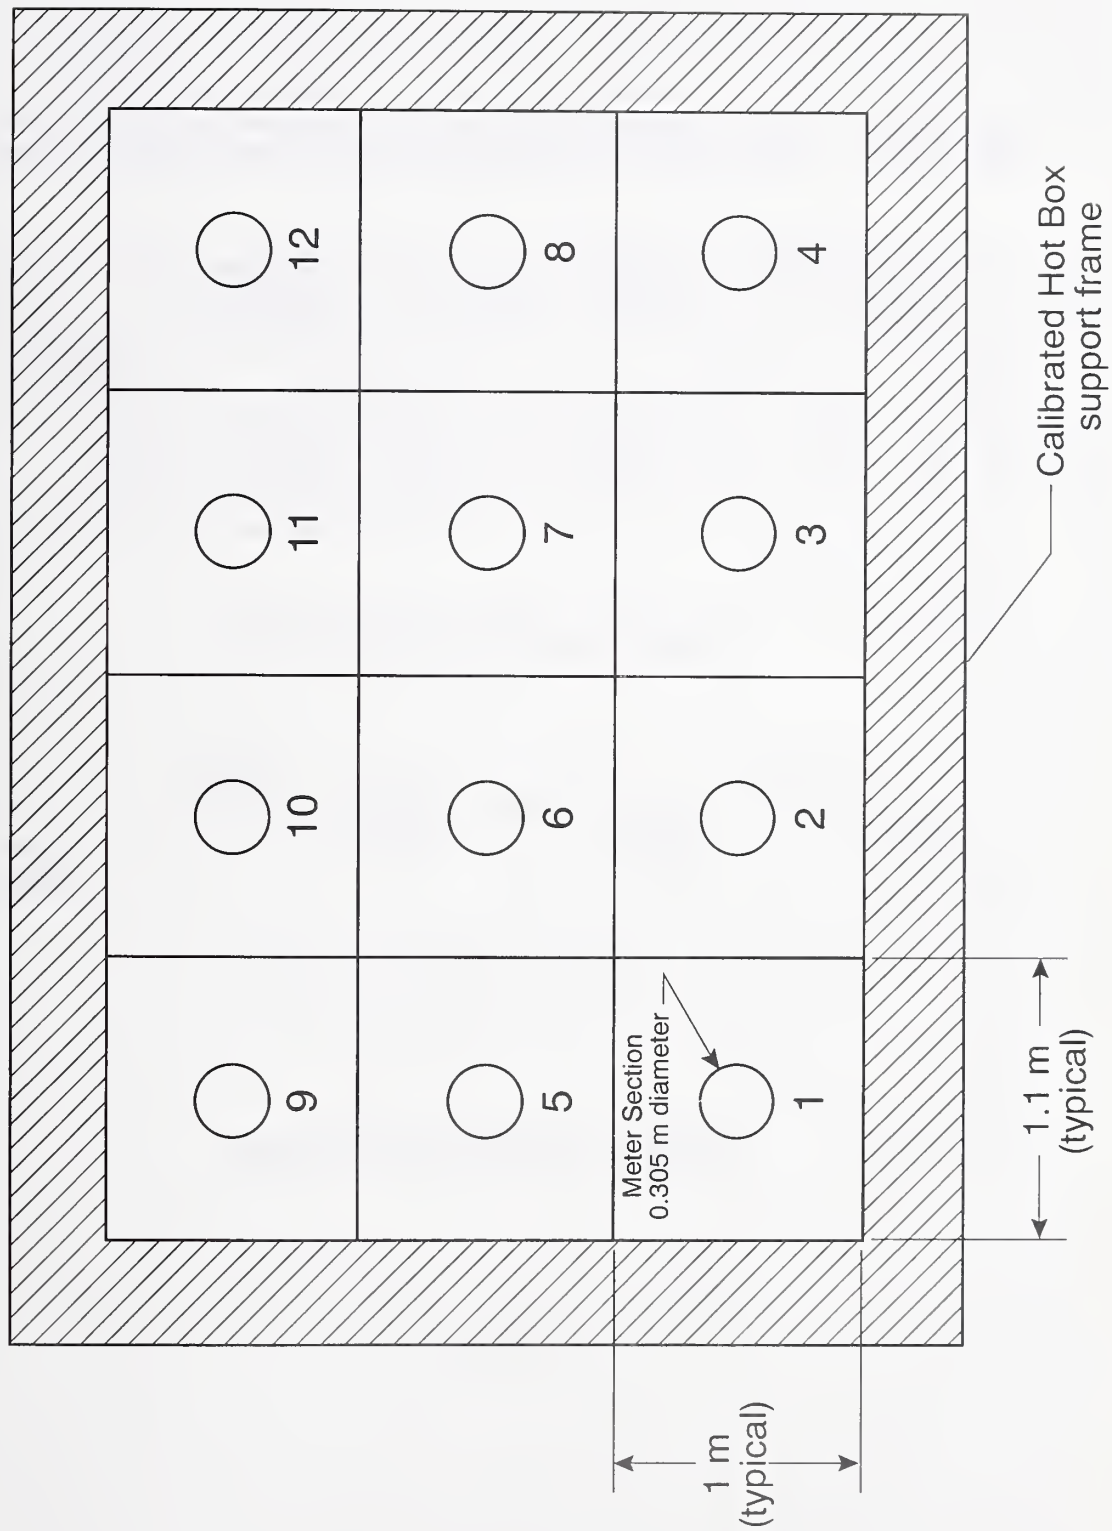 9 10 11 12
5 6 7 8
Meter Section
0.305 m diameter
1 m
(typical)
1 2 3 4
1.1 m
(typical)
Calibrated Hot Box
support frame